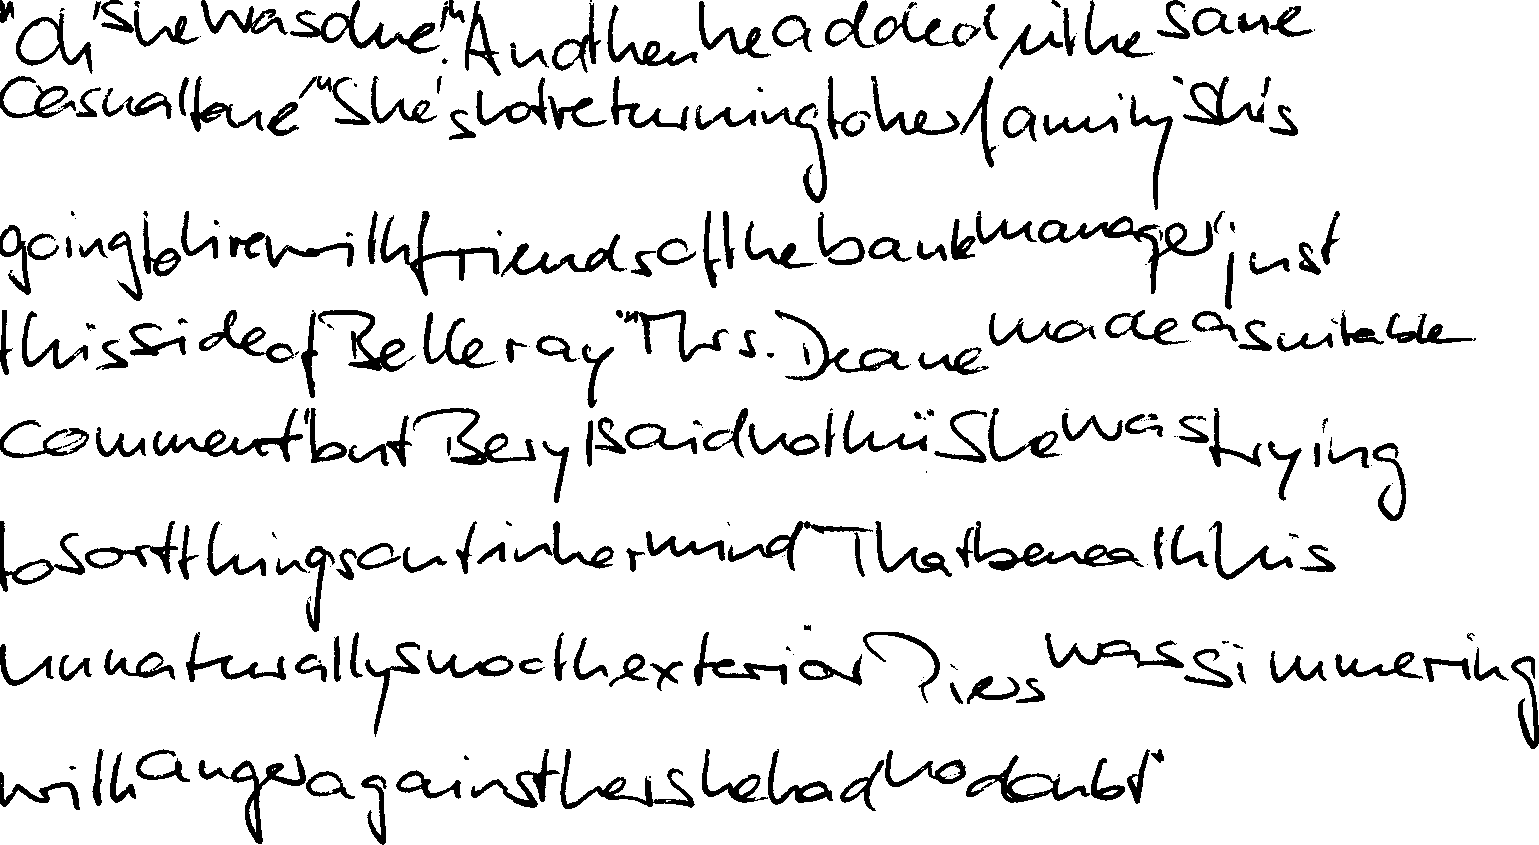 "Oh, she was due." And then he added, in the same
casual tone, "She's not returning to her family. She's
going to live with friends of the bank manager, just
this side of Belleray." Mrs. Deane made a suitable
comment, but Beryl said nothing. She was trying
to sort things out in her mind. That beneath his
unnaturally smooth exterior Piers was simmering
with anger against her she had no doubt.